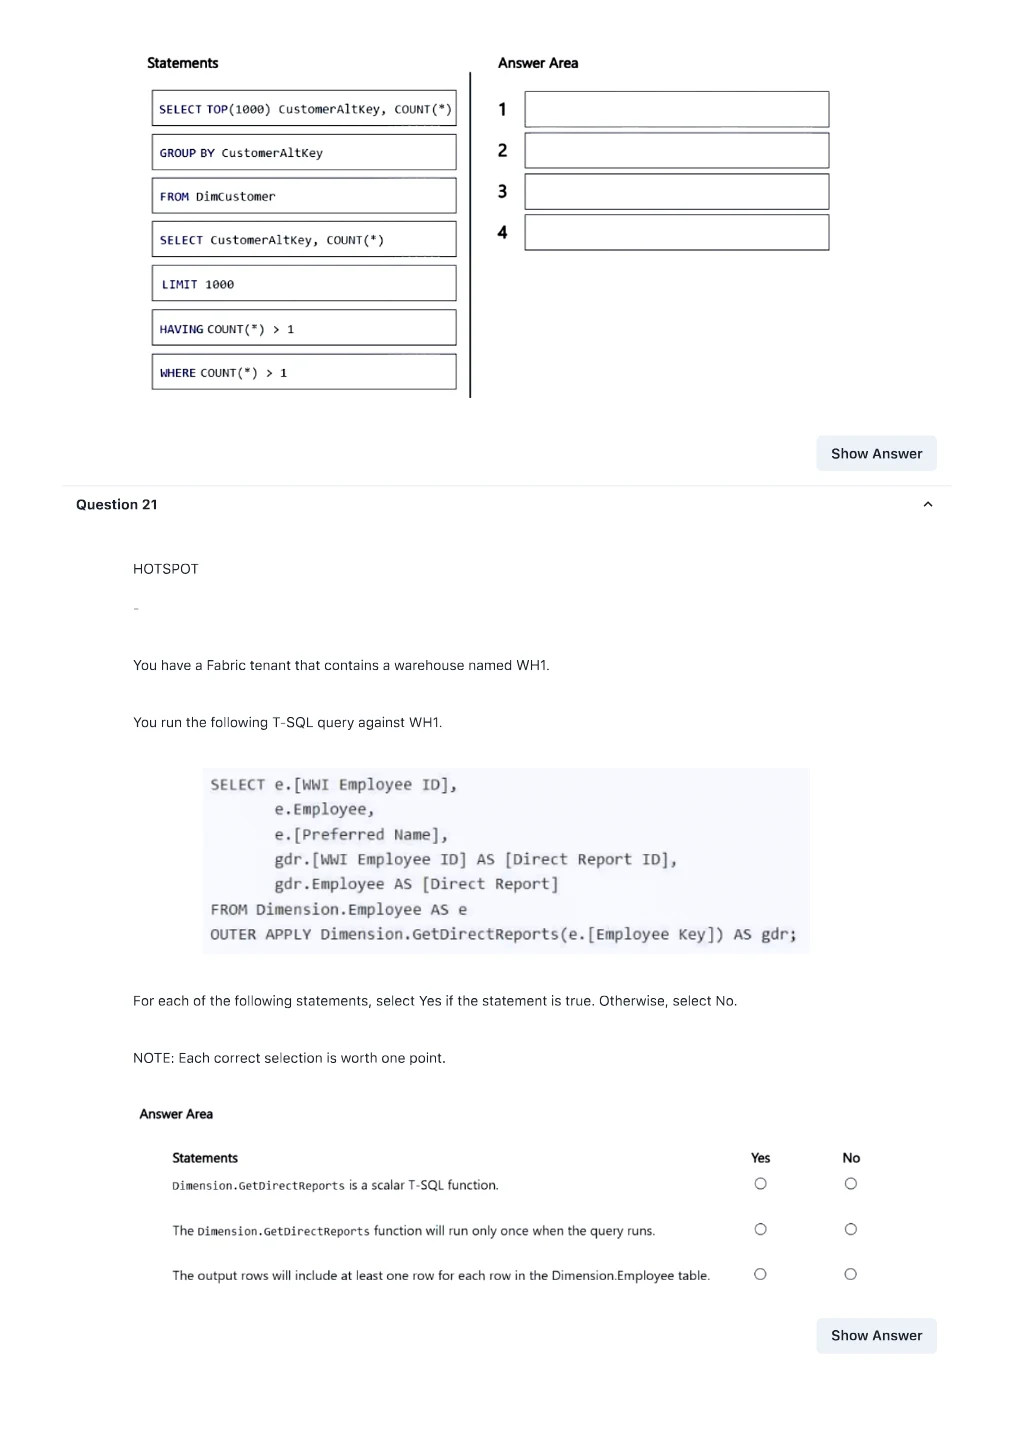 Statements
SELECT TOP(1000) CustomerAltKey, COUNT(*)
GROUP BY CustomerAltKey
FROM DimCustomer
SELECT CustomerAltKey, COUNT(*)
LIMIT 1000
HAVING COUNT(*) > 1
WHERE COUNT(*) > 1
Answer Area
1
2
3
4
Show Answer
Question 21
HOTSPOT
-
You have a Fabric tenant that contains a warehouse named WH1.
You run the following T-SQL query against WH1.
SELECT e.[WWI Employee ID],
e.Employee,
e.[Preferred Name],
gdr.[WWI Employee ID] AS [Direct Report ID],
gdr.Employee AS [Direct Report]
FROM Dimension.Employee AS e
OUTER APPLY Dimension.GetDirectReports(e.[Employee Key]) AS gdr;
For each of the following statements, select Yes if the statement is true. Otherwise, select No.
NOTE: Each correct selection is worth one point.
Answer Area
Statements Yes No
Dimension.GetDirectReports is a scalar T-SQL function.
The Dimension.GetDirectReports function will run only once when the query runs.
The output rows will include at least one row for each row in the Dimension.Employee table.
Show Answer